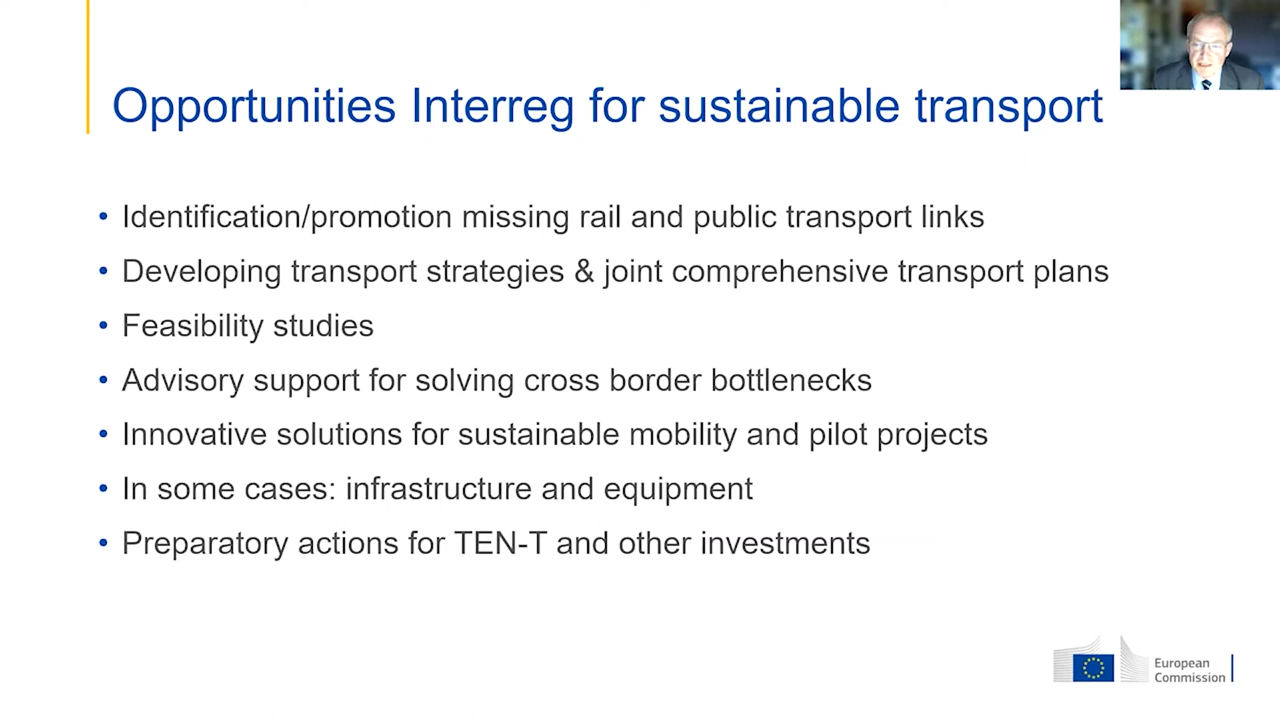 Opportunities Interreg for sustainable transport
• Identification/promotion missing rail and public transport links
• Developing transport strategies & joint comprehensive transport plans
• Feasibility studies
• Advisory support for solving cross border bottlenecks
• Innovative solutions for sustainable mobility and pilot projects
• In some cases: infrastructure and equipment
• Preparatory actions for TEN-T and other investments
European
Commission